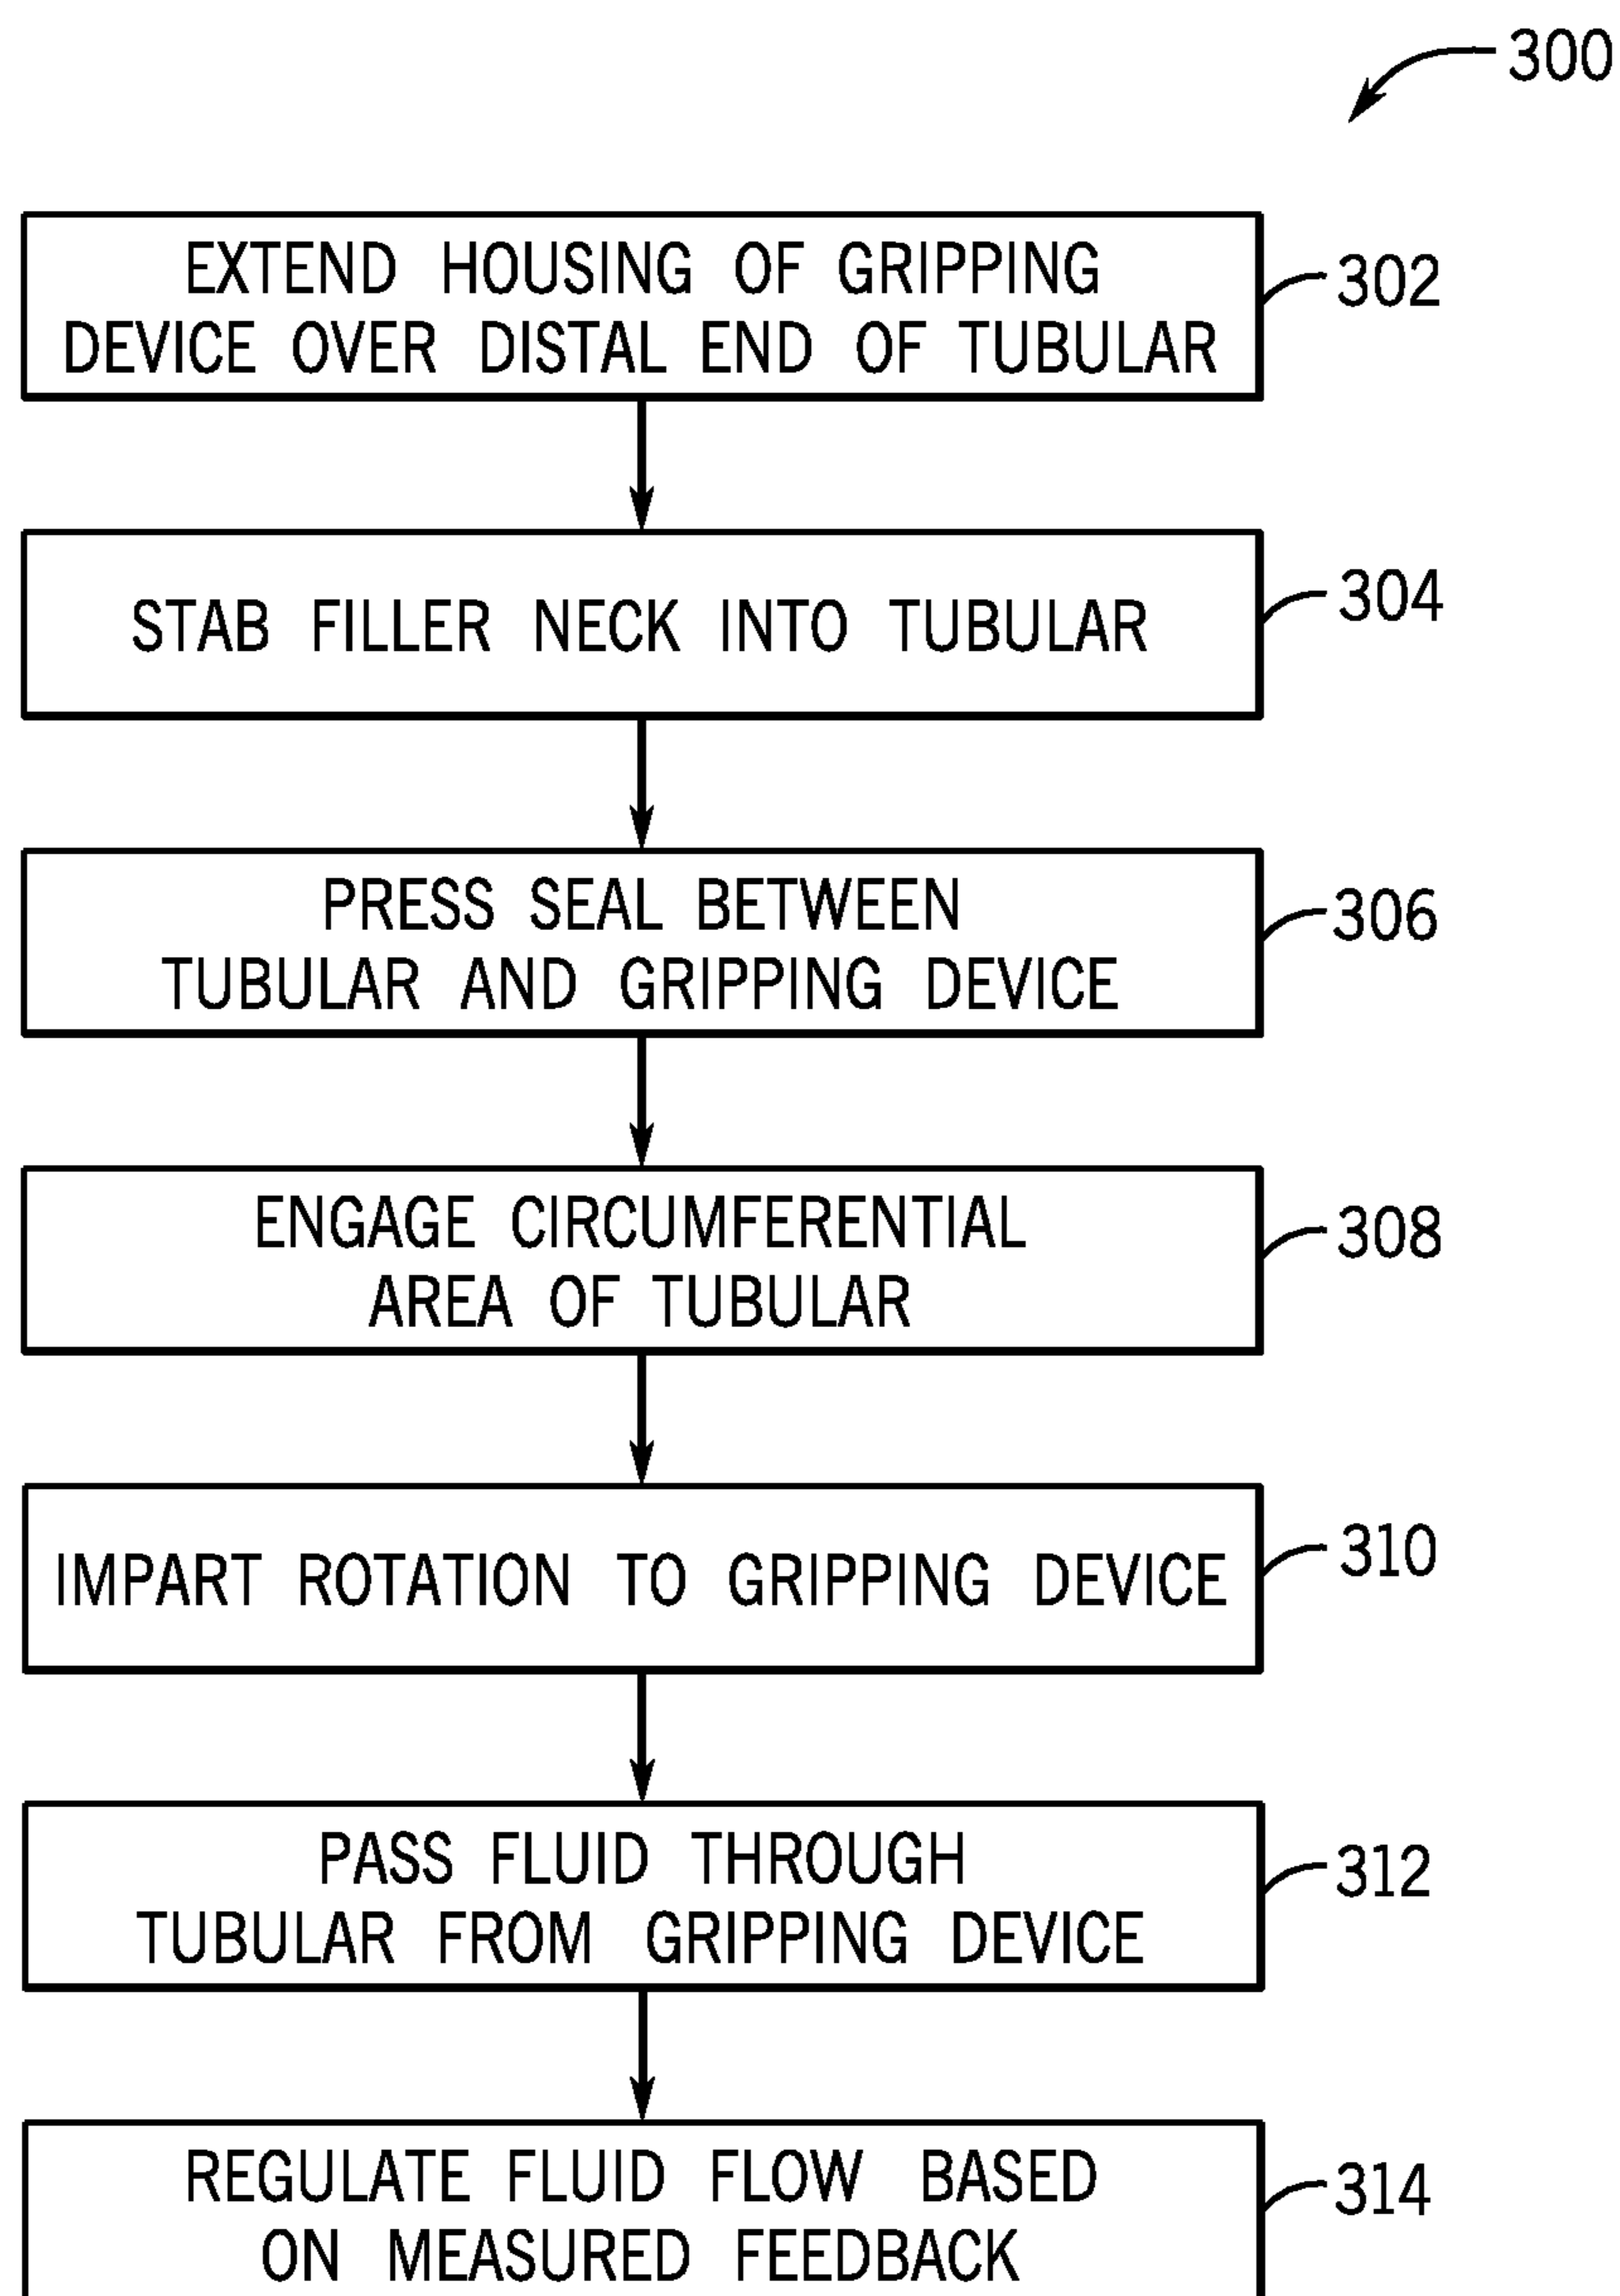 300
EXTEND HOUSING OF GRIPPING
DEVICE OVER DISTAL END OF TUBULAR
302
STAB FILLER NECK INTO TUBULAR
304
PRESS SEAL BETWEEN
TUBULAR AND GRIPPING DEVICE
306
ENGAGE CIRCUMFERENTIAL
AREA OF TUBULAR
308
IMPART ROTATION TO GRIPPING DEVICE
310
PASS FLUID THROUGH
TUBULAR FROM GRIPPING DEVICE
312
REGULATE FLUID FLOW BASED
ON MEASURED FEEDBACK
314